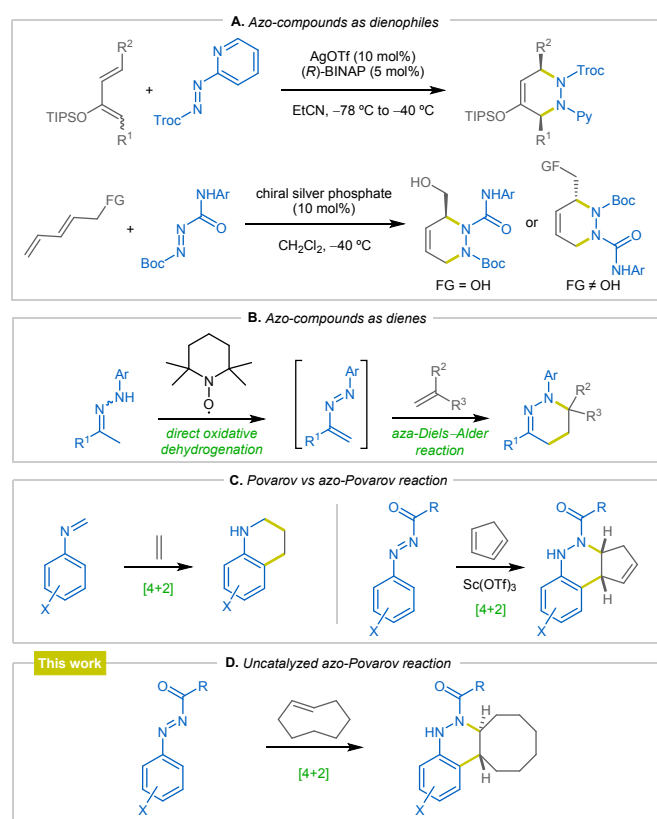 A. Azo-compounds as dienophiles
R2
TIPSO
R1
+
N
N
N
Troc
AgOTf (10 mol%)
(R)-BINAP (5 mol%)
EtCN, –78 ºC to –40 ºC
R2
Troc
N
N
Py
TIPSO
R1
FG
+
NHAr
O
N
N
Boc
chiral silver phosphate
(10 mol%)
CH2Cl2, –40 ºC
HO
NHAr
N
O
N
Boc
FG = OH
or
GF
Boc
N
N
O
NHAr
FG ≠ OH
B. Azo-compounds as dienes
Ar
NH
N
R1
N
O
direct oxidative
dehydrogenation
Ar
N
N
R1
R2
R3
aza-Diels–Alder
reaction
Ar
N
N
R2
R3
R1
C. Povarov vs azo-Povarov reaction
N
X
[4+2]
HN
X
O
R
N
N
X
Sc(OTf)3
[4+2]
O
R
N
HN
H
H
X
This work
D. Uncatalyzed azo-Povarov reaction
O
R
N
N
X
[4+2]
O
R
N
HN
H
H
X